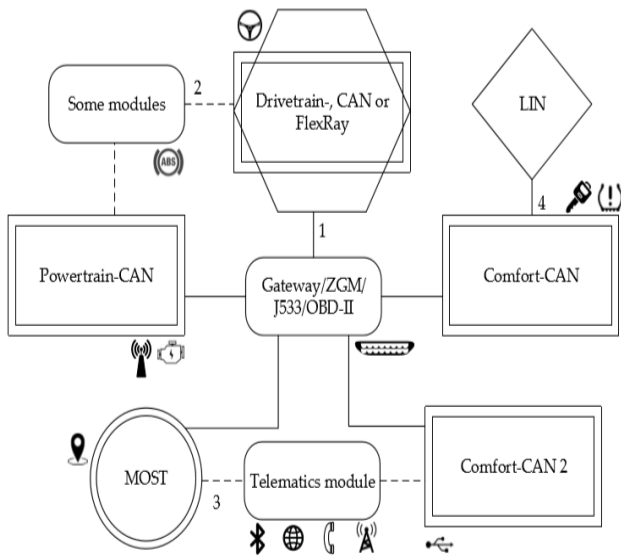 2
Some modules
Drivetrain-, CAN or
FlexRay
LIN
ABS
1
4
Powertrain-CAN
Gateway/ZGM/
J533/OBD-II
Comfort-CAN
MOST
3
Telematics module
Comfort-CAN 2